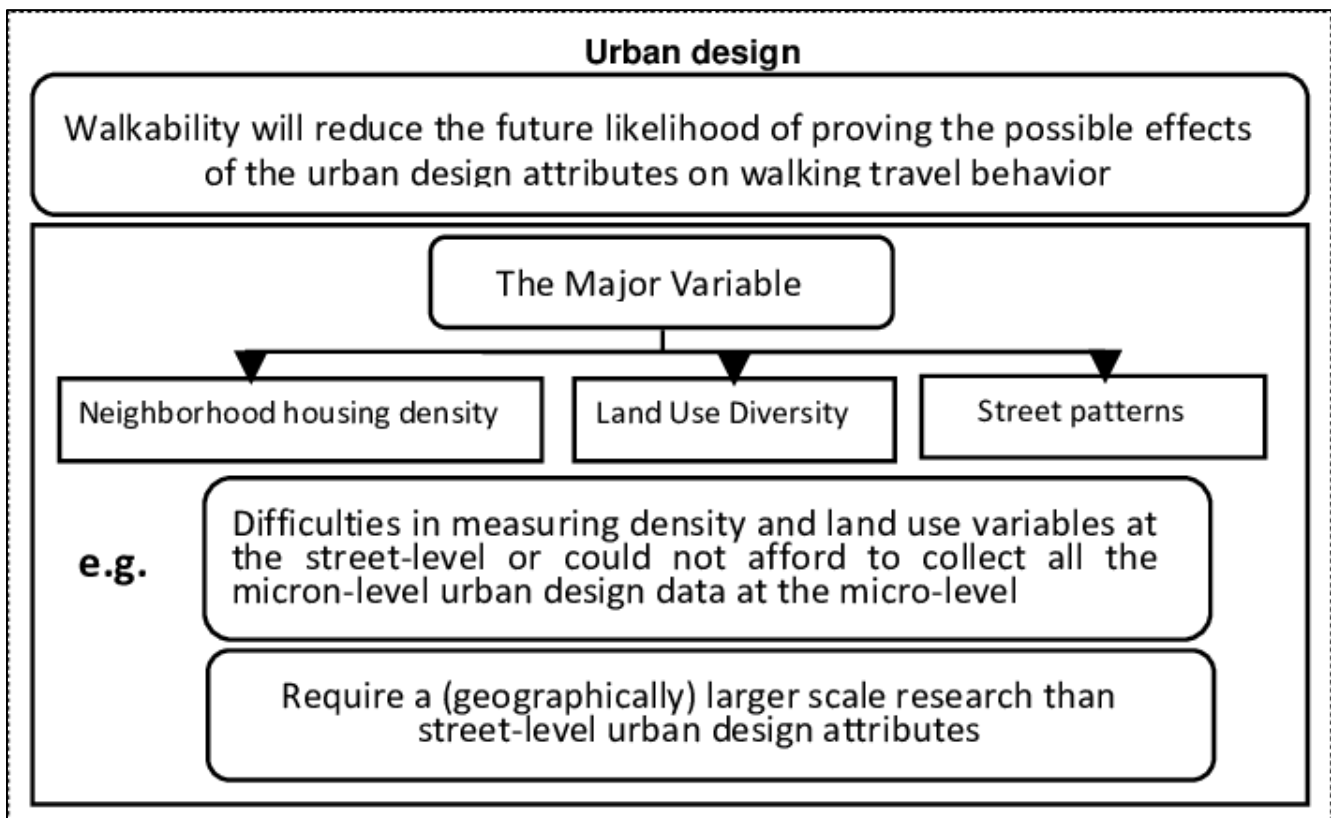 Urban design
Walkability will reduce the future likelihood of proving the possible effects
of the urban design attributes on walking travel behavior
The Major Variable
Neighborhood housing density
Land Use Diversity
Street patterns
e.g.
Difficulties in measuring density and land use variables at
the street-level or could not afford to collect all the
micron-level urban design data at the micro-level
Require a (geographically) larger scale research than
street-level urban design attributes